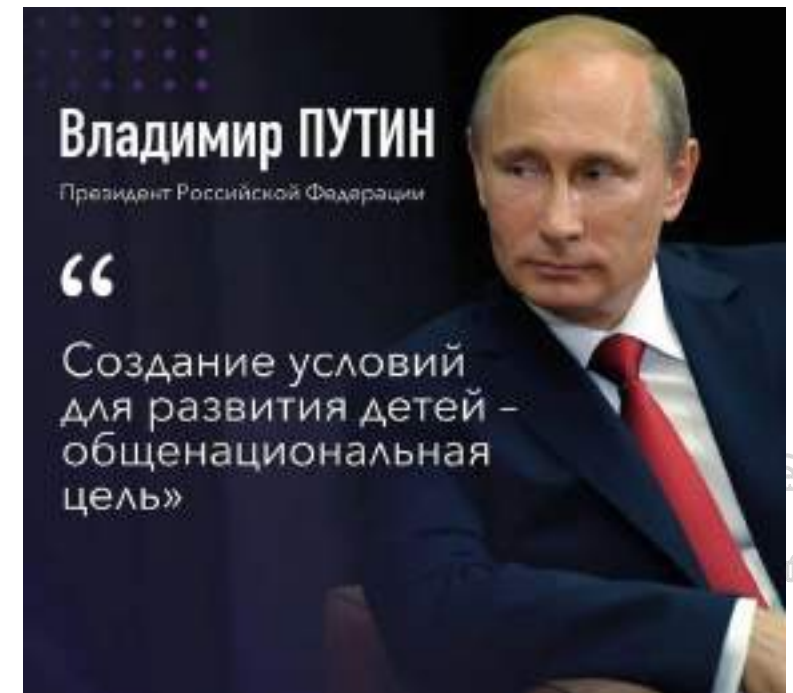 Владимир ПУТИН
Президент Российской Федерации
“
Создание условий
для развития детей –
общенациональная
цель»